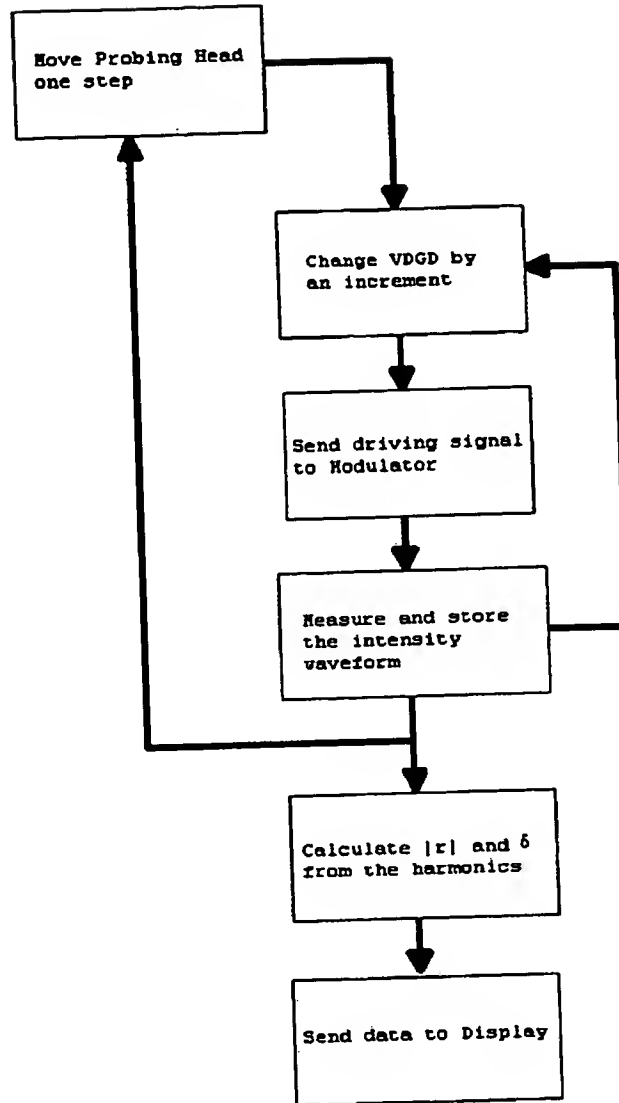 Move Probing Head
one step
Change VDGD by
an increment
Send driving signal
to Modulator
Measure and store
the intensity
waveform
Calculate |r| and δ
from the harmonics
Send data to Display